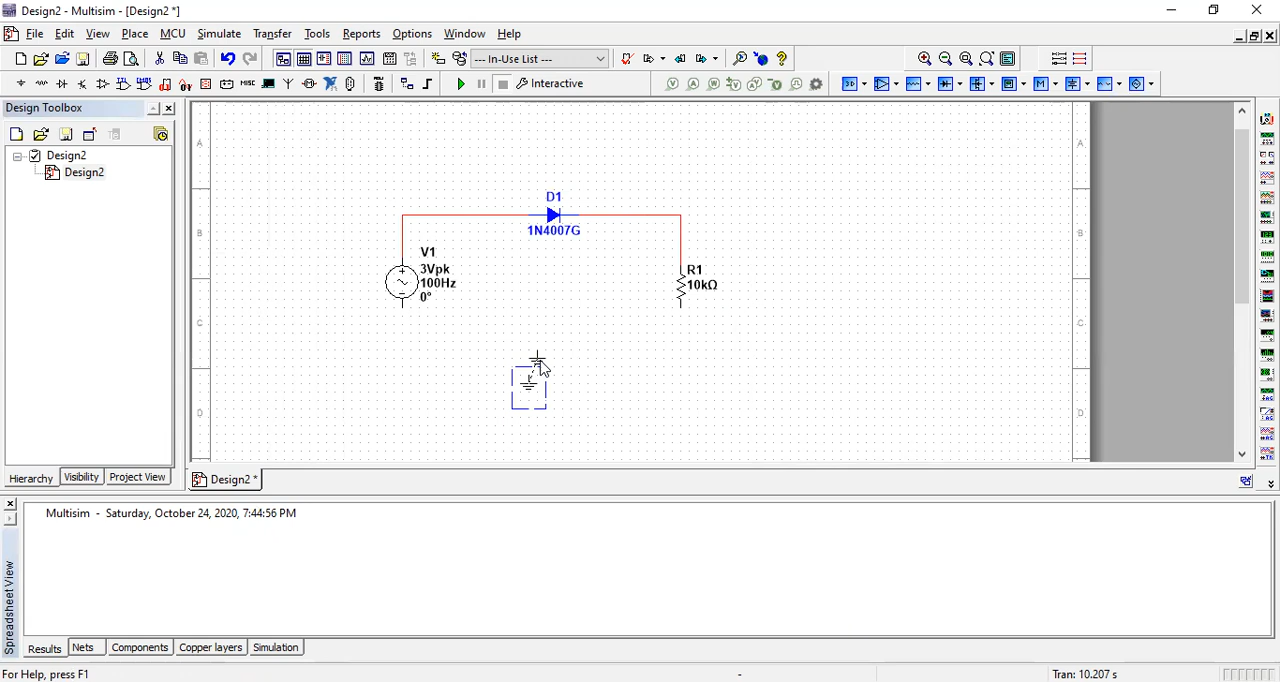 Design2 - Multisim - [Design2 *]
File Edit View Place MCU Simulate Transfer Tools Reports Options Window Help
--- In-Use List ---
Interactive
Design Toolbox
Design2
Design2
Hierarchy Visibility Project View
A
B
C
D
A
B
C
D
D1
1N4007G
V1
3Vpk
100Hz
0°
R1
10kΩ
Design2 *
Multisim - Saturday, October 24, 2020, 7:44:56 PM
Spreadsheet View
Results Nets Components Copper layers Simulation
For Help, press F1
-
Tran: 10.207 s